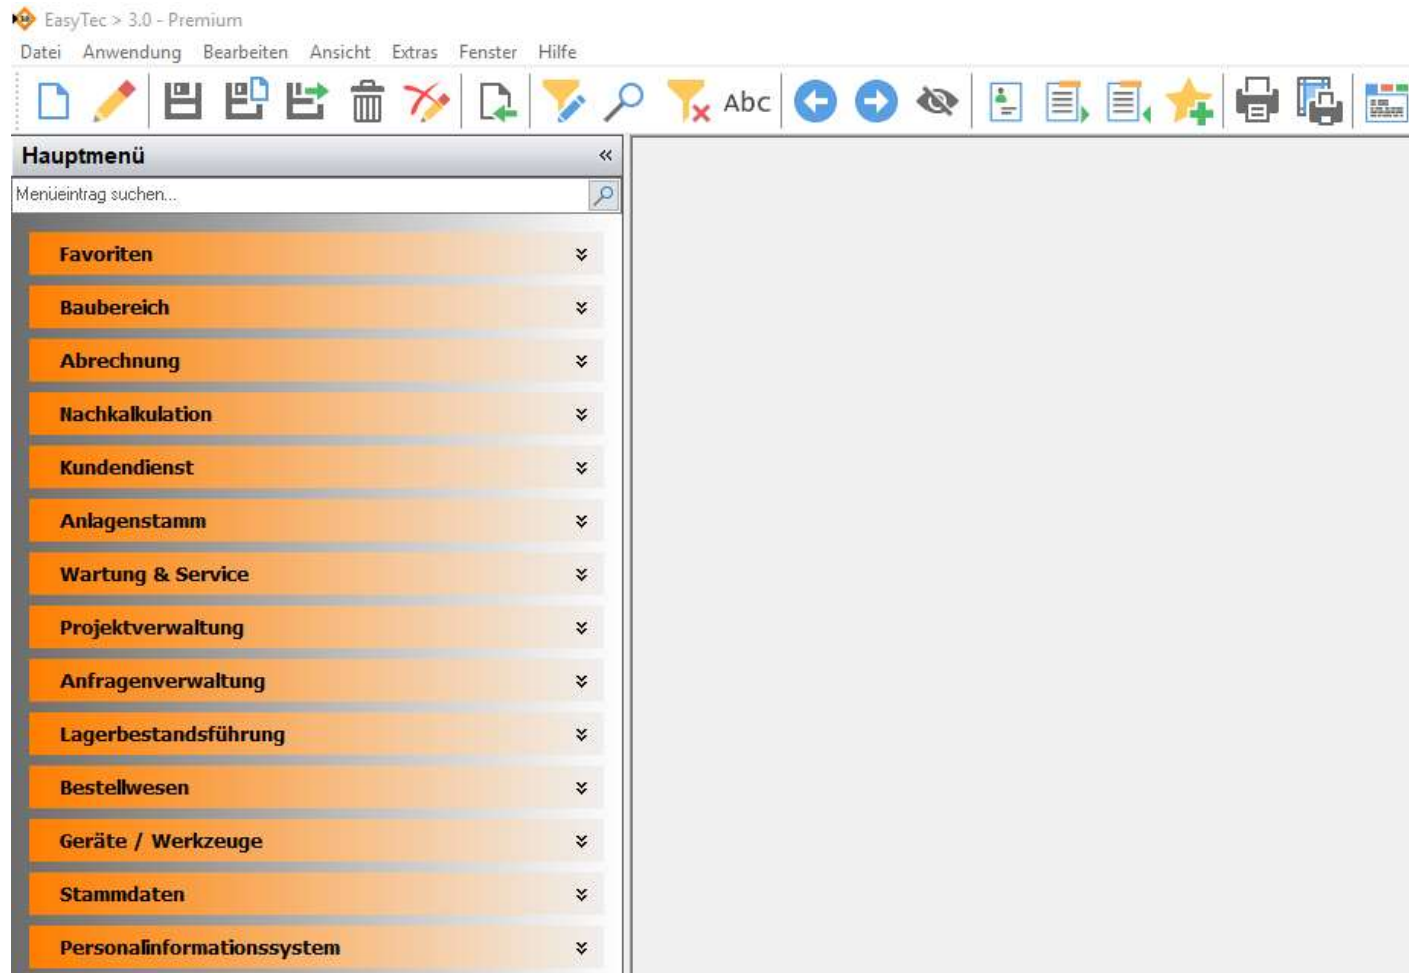 EasyTec > 3.0 - Premium
Datei Anwendung Bearbeiten Ansicht Extras Fenster Hilfe
Abc
Hauptmenü
Menüeintrag suchen...
Favoriten
Baubereich
Abrechnung
Nachkalkulation
Kundendienst
Anlagenstamm
Wartung & Service
Projektverwaltung
Anfragenverwaltung
Lagerbestandsführung
Bestellwesen
Geräte / Werkzeuge
Stammdaten
Personalinformationssystem